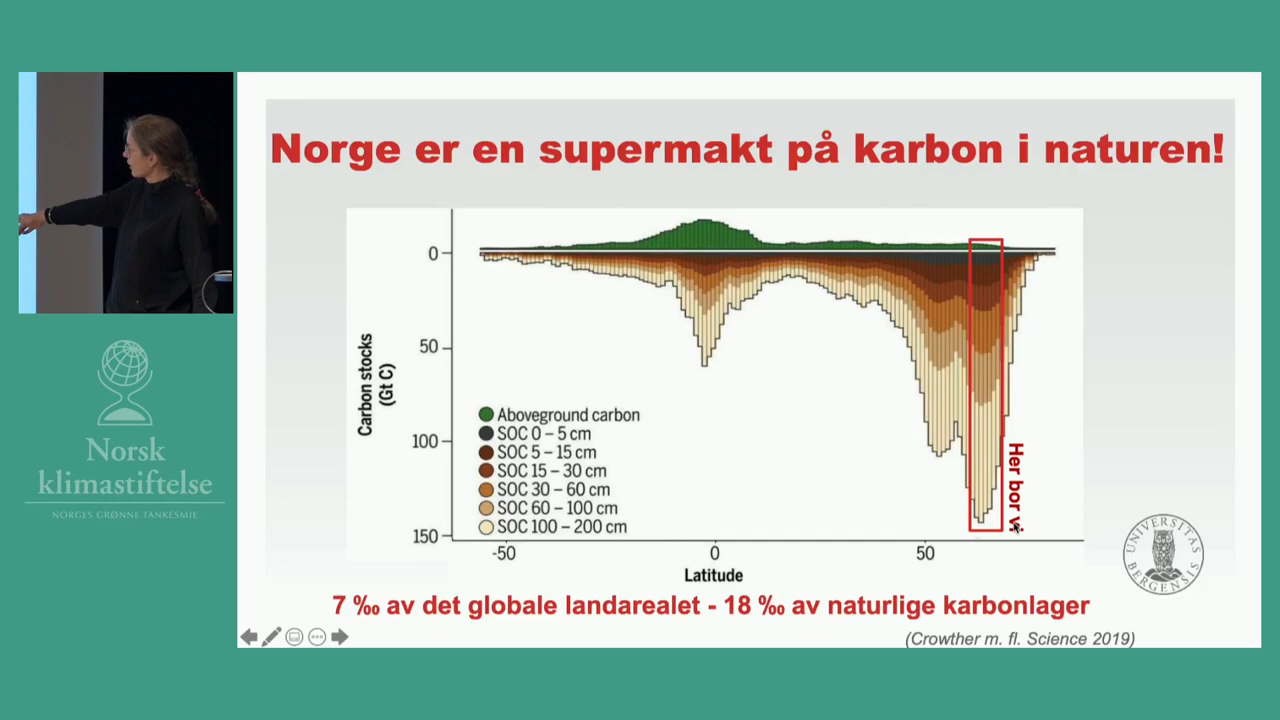 Norge er en supermakt på karbon i naturen!
0
50
100
150
Carbon stocks
(Gt C)
Aboveground carbon
SOC 0 – 5 cm
SOC 5 – 15 cm
SOC 15 – 30 cm
SOC 30 – 60 cm
SOC 60 – 100 cm
SOC 100 – 200 cm
-50
0
50
Latitude
Her bor vi
7 ‰ av det globale landarealet - 18 ‰ av naturlige karbonlager
(Crowther m. fl. Science 2019)
UNIVERSITAS
BERGENSIS
Norsk
klimastiftelse
NORGES GRØNNE TANKESMIE